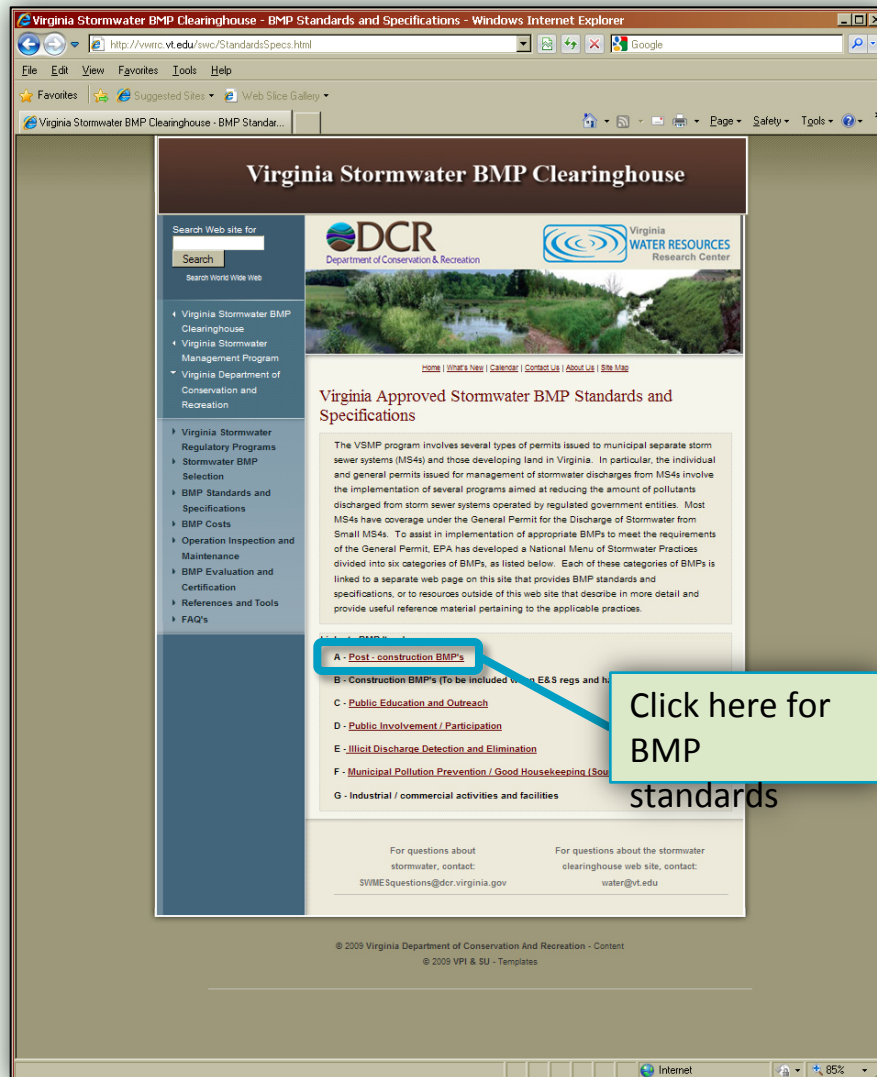 Virginia Stormwater BMP Clearinghouse - BMP Standards and Specifications - Windows Internet Explorer
http://vwrrc.vt.edu/swc/StandardsSpecs.html
Google
File Edit View Favorites Tools Help
Favorites Suggested Sites Web Slice Gallery
Virginia Stormwater BMP Clearinghouse - BMP Standar...
Page Safety Tools
Virginia Stormwater BMP Clearinghouse
Search Web site for
Search
Search World Wide Web
Virginia Stormwater BMP
Clearinghouse
Virginia Stormwater
Management Program
Virginia Department of
Conservation and
Recreation
Virginia Stormwater
Regulatory Programs
Stormwater BMP
Selection
BMP Standards and
Specifications
BMP Costs
Operation Inspection and
Maintenance
BMP Evaluation and
Certification
References and Tools
FAQ's
DCR
Department of Conservation & Recreation
Virginia
WATER RESOURCES
Research Center
Home | What's New | Calendar | Contact Us | About Us | Site Map
Virginia Approved Stormwater BMP Standards and
Specifications
The VSMP program involves several types of permits issued to municipal separate storm
sewer systems (MS4s) and those developing land in Virginia. In particular, the individual
and general permits issued for management of stormwater discharges from MS4s involve
the implementation of several programs aimed at reducing the amount of pollutants
discharged from storm sewer systems operated by regulated government entities. Most
MS4s have coverage under the General Permit for the Discharge of Stormwater from
Small MS4s. To assist in implementation of appropriate BMPs to meet the requirements
of the General Permit, EPA has developed a National Menu of Stormwater Practices
divided into six categories of BMPs, as listed below. Each of these categories of BMPs is
linked to a separate web page on this site that provides BMP standards and
specifications, or to resources outside of this web site that describe in more detail and
provide useful reference material pertaining to the applicable practices.
A - Post - construction BMP's
B - Construction BMP's (To be included E&S regs and
C - Public Education and Outreach
D - Public Involvement / Participation
E - Illicit Discharge Detection and Elimination
F - Municipal Pollution Prevention / Good Housekeeping
G - Industrial / commercial activities and facilities
Click here for
BMP
standards
For questions about
stormwater, contact:
SWMESquestions@dcr.virginia.gov
For questions about the stormwater
clearinghouse web site, contact:
water@vt.edu
© 2009 Virginia Department of Conservation And Recreation - Content
© 2009 VPI & SU - Templates
Internet
85%